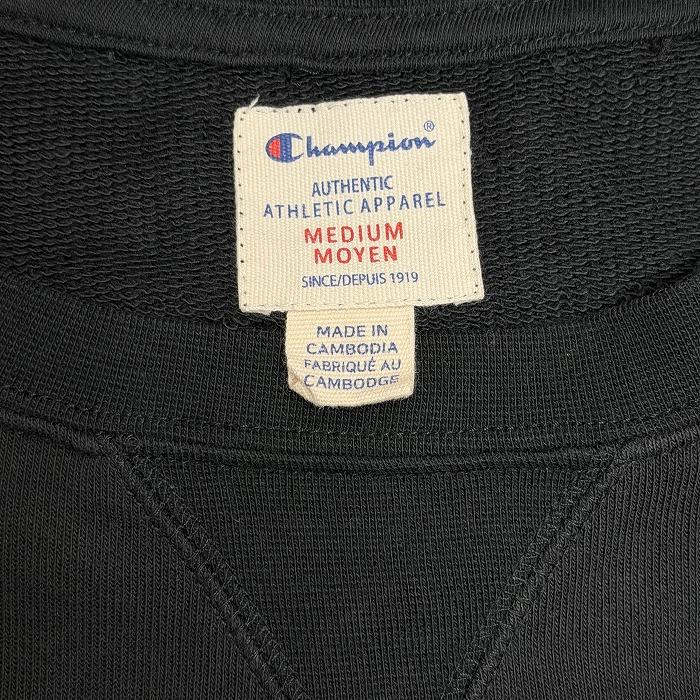 Champion®
AUTHENTIC
ATHLETIC APPAREL
MEDIUM
MOYEN
SINCE/DEPUIS 1919
MADE IN
CAMBODIA
FABRIQUÉ AU
CAMBODGE